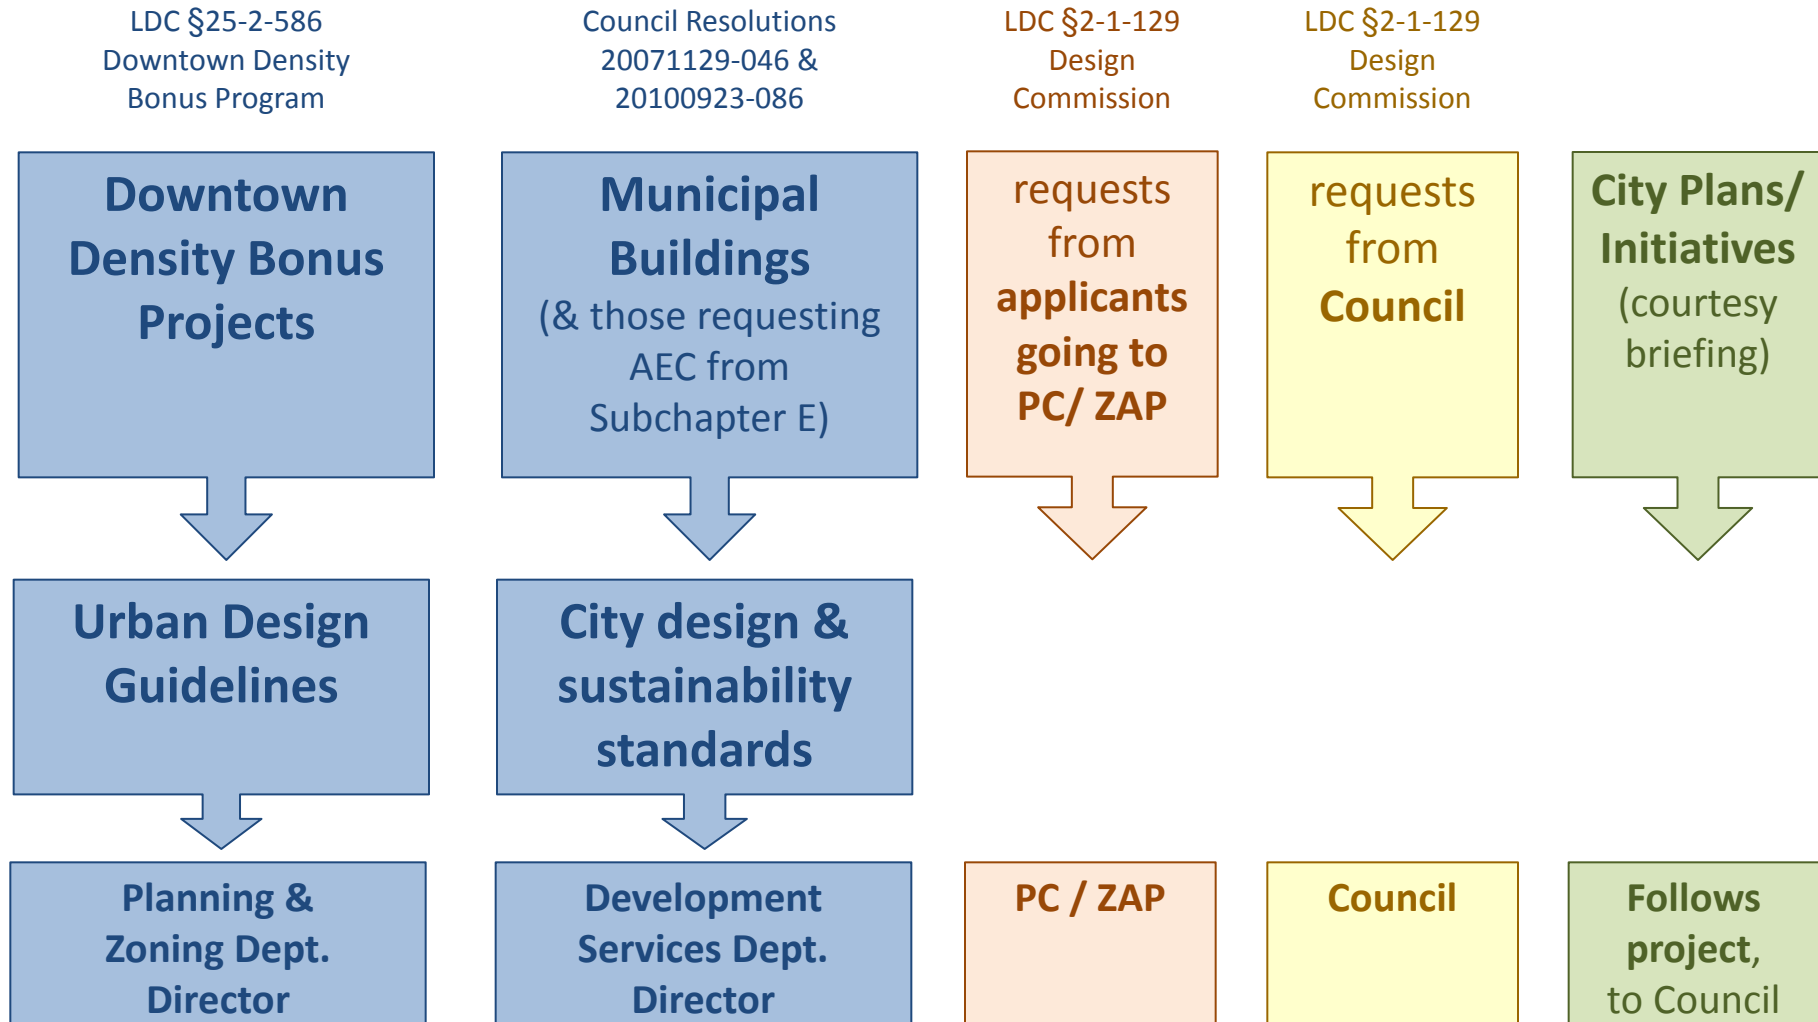 LDC §25-2-586
Downtown Density
Bonus Program
Council Resolutions
20071129-046 &
20100923-086
LDC §2-1-129
Design
Commission
LDC §2-1-129
Design
Commission
Downtown
Density Bonus
Projects
Municipal
Buildings
(& those requesting
AEC from
Subchapter E)
requests
from
applicants
going to
PC/ ZAP
requests
from
Council
City Plans/
Initiatives
(courtesy
briefing)
Urban Design
Guidelines
City design &
sustainability
standards
Planning &
Zoning Dept.
Director
Development
Services Dept.
Director
PC / ZAP
Council
Follows
project,
to Council